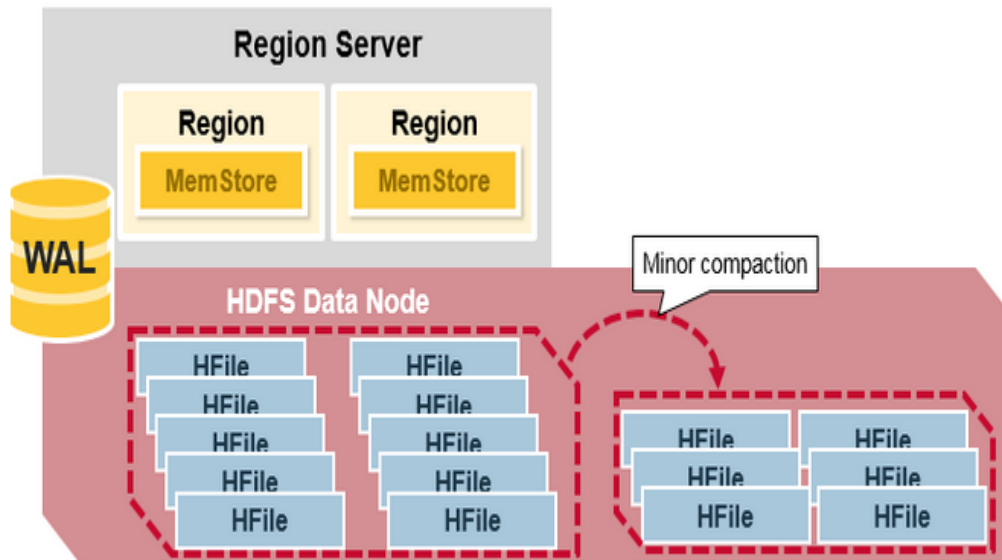 Region Server
Region Region
MemStore MemStore
WAL
Minor compaction
HDFS Data Node
HFile HFile
HFile HFile
HFile HFile
HFile HFile
HFile HFile
HFile HFile
HFile HFile
HFile HFile